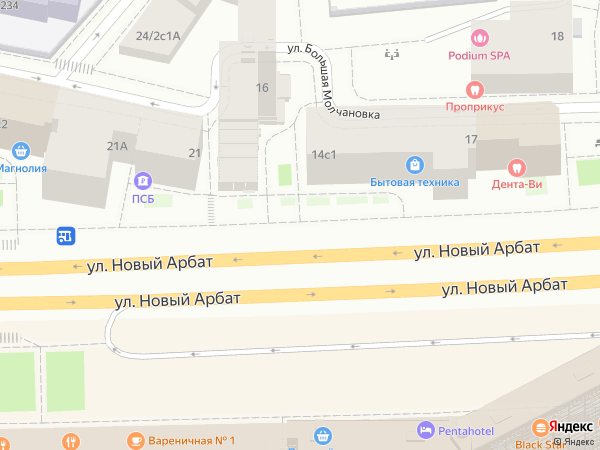 234
24/2с1А
ул. Большая Молчановка
18
Podium SPA
16
Проприкус
21А
21
14с1
17
Магнолия
ПСБ
Бытовая техника
Дента-Ви
ул. Новый Арбат
ул. Новый Арбат
ул. Новый Арбат
ул. Новый Арбат
Вареничная № 1
Pentahotel
Black Star
Яндекс
© Яндекс